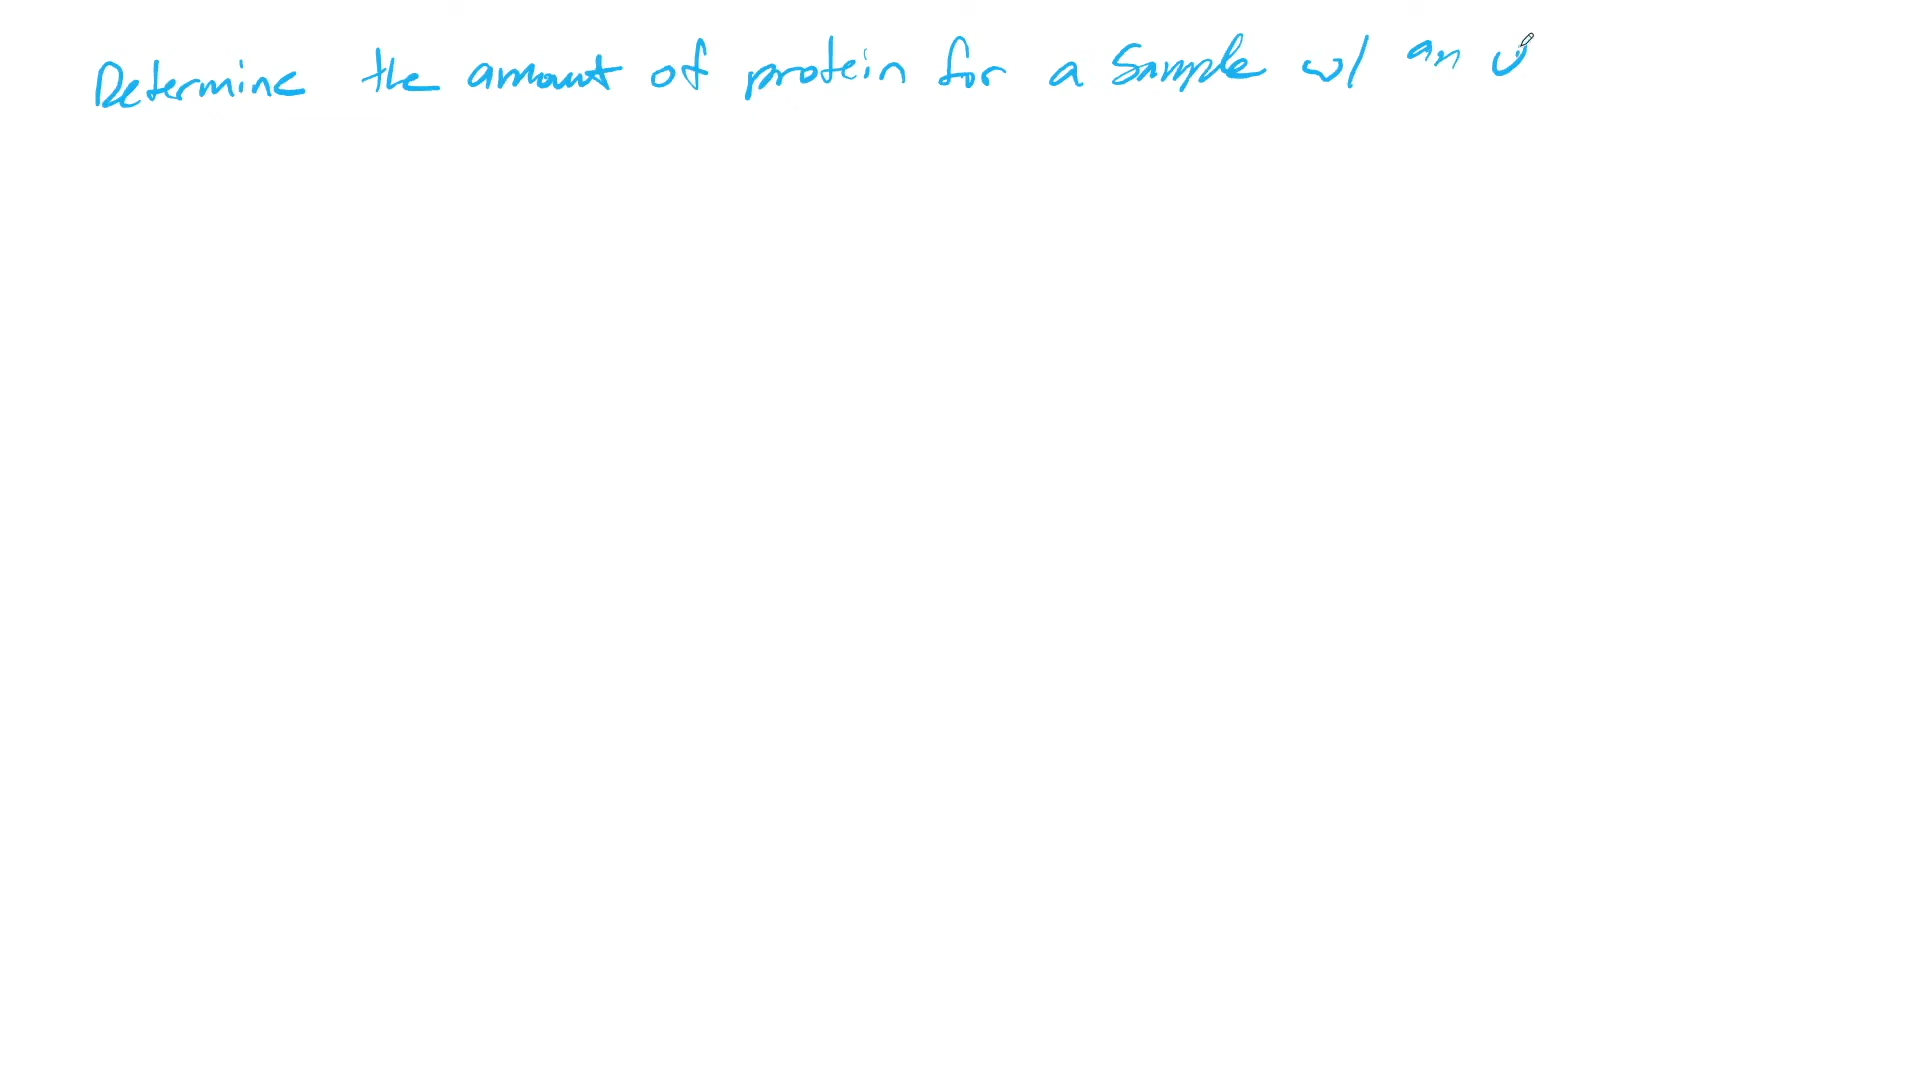 Determine the amount of protein for a sample w/ an